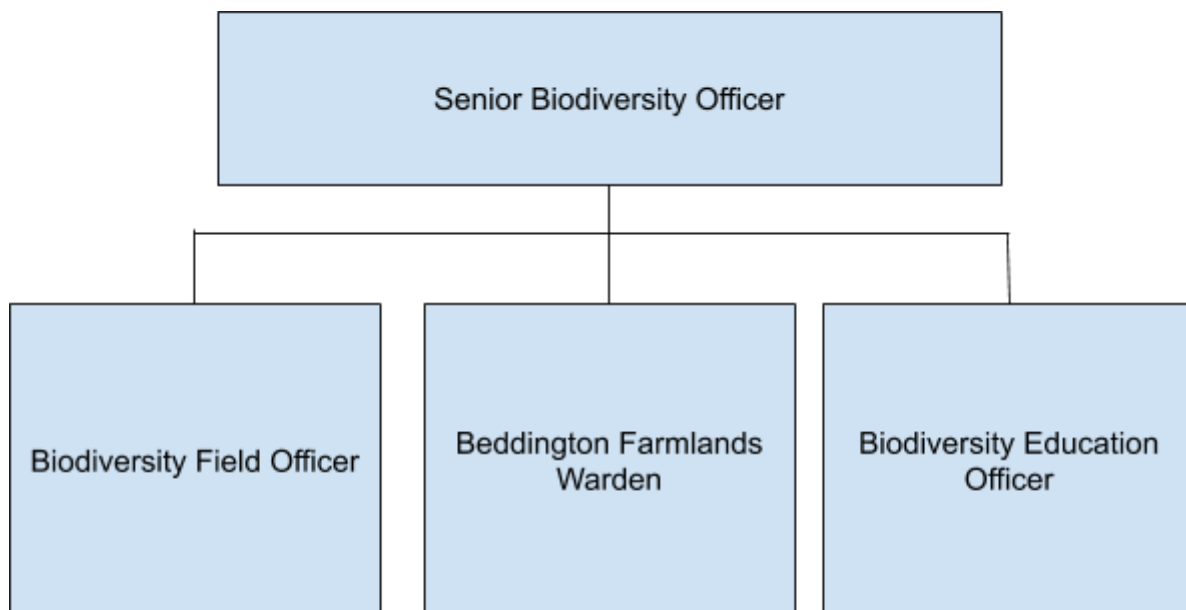 Senior Biodiversity Officer
Biodiversity Field Officer
Beddington Farmlands
Warden
Biodiversity Education
Officer